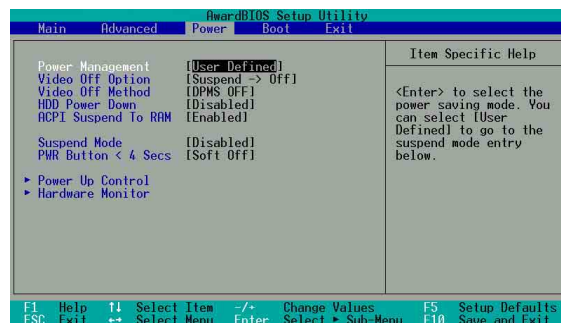 AwardBIOS Setup Utility
Main Advanced Power Boot Exit
Power Management [User Defined]
Video Off Option [Suspend -> Off]
Video Off Method [DPMS OFF]
HDD Power Down [Disabled]
ACPI Suspend To RAM [Enabled]
Suspend Mode [Disabled]
PWR Button < 4 Secs [Soft Off]
▸ Power Up Control
▸ Hardware Monitor
Item Specific Help
<Enter> to select the
power saving mode. You
can select [User
Defined] to go to the
suspend mode entry
below.
F1 Help ↑↓ Select Item -/+ Change Values F5 Setup Defaults
ESC Exit ↔ Select Menu Enter Select ▸ Sub-Menu F10 Save and Exit